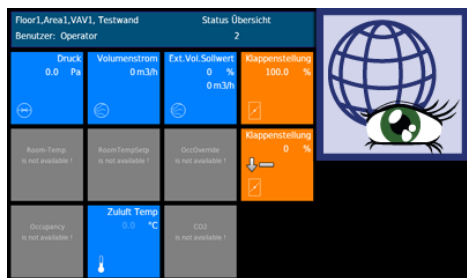 Floor1,Area1,VAV1, Testwand Status Übersicht
Benutzer: Operator 2
Druck
0.0 Pa
Volumenstrom
0 m3/h
Ext.Vol.Sollwert
0 %
0 m3/h
Klappenstellung
100.0 %
Room-Temp
is not available !
RoomTempSetp
is not available !
OccOverride
is not available !
Klappenstellung
0 %
Occupancy
is not available !
Zuluft Temp
0.0 °C
CO2
is not available !